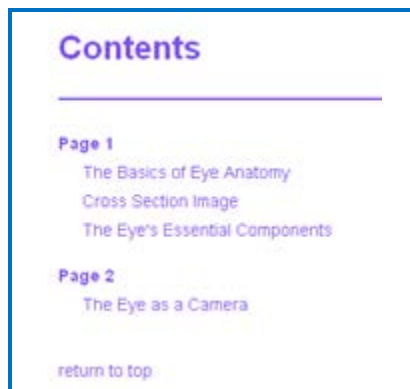 Contents
Page 1
The Basics of Eye Anatomy
Cross Section Image
The Eye's Essential Components
Page 2
The Eye as a Camera
return to top